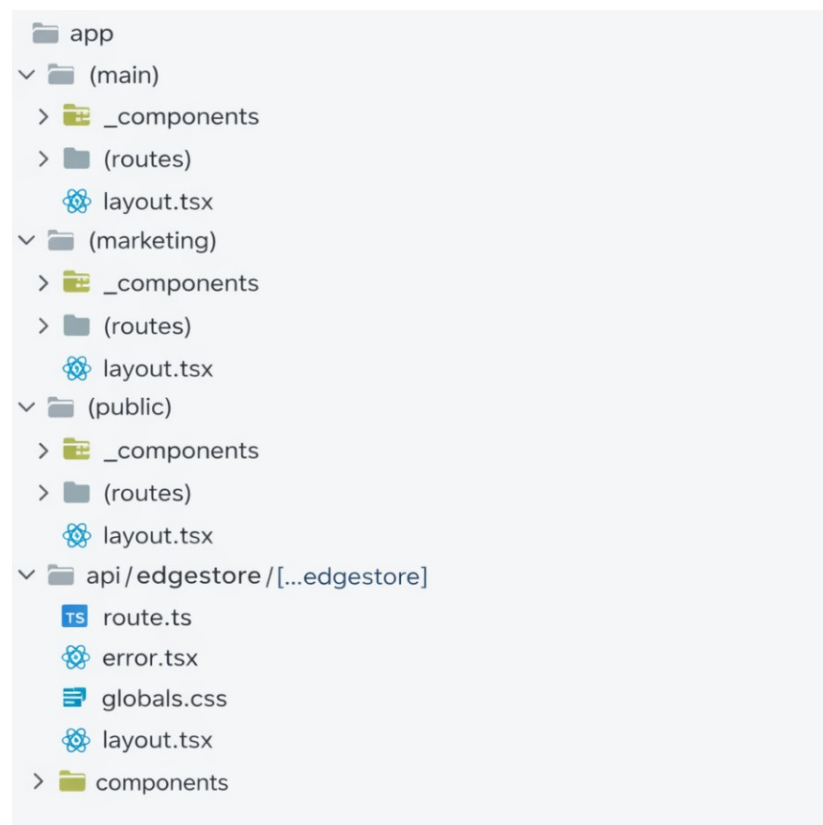 app
(main)
_components
(routes)
layout.tsx
(marketing)
_components
(routes)
layout.tsx
(public)
_components
(routes)
layout.tsx
api/edgestore/[...edgestore]
TS route.ts
error.tsx
globals.css
layout.tsx
components